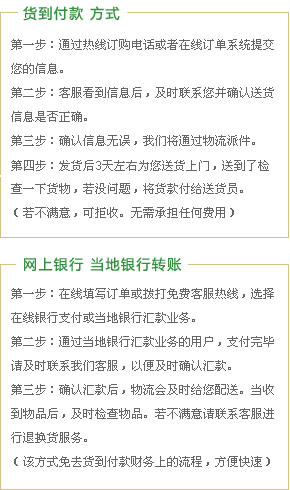 货到付款 方式
第一步：通过热线订购电话或者在线订单系统提交
您的信息。
第二步：客服看到信息后，及时联系您并确认送货
信息是否正确。
第三步：确认信息无误，我们将通过物流派件。
第四步：发货后3天左右为您送货上门，送到了检
查一下货物，若没问题，将货款付给送货员。
（若不满意，可拒收。无需承担任何费用）
网上银行 当地银行转账
第一步：在线填写订单或拨打免费客服热线，选择
在线银行支付或当地银行汇款业务。
第二步：通过当地银行汇款业务的用户，支付完毕
请及时联系我们客服，以便及时确认汇款。
第三步：确认汇款后，物流会及时给您配送。当收
到物品后，及时检查物品。若不满意请联系客服进
行退换货服务。
（该方式免去货到付款财务上的流程，方便快速）